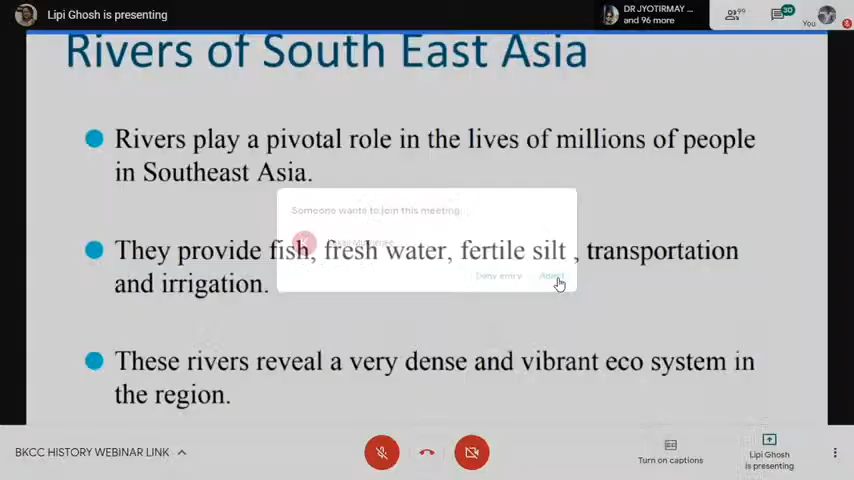 Lipi Ghosh is presenting
DR JYOTIRMAY ...
and 96 more
99
30
You
Rivers of South East Asia
Rivers play a pivotal role in the lives of millions of people
in Southeast Asia.
Someone wants to join this meeting
They provide fish, fresh water, fertile silt , transportation
and irrigation.
Deny entry
Admit
These rivers reveal a very dense and vibrant eco system in
the region.
BKCC HISTORY WEBINAR LINK
Turn on captions
Lipi Ghosh
is presenting